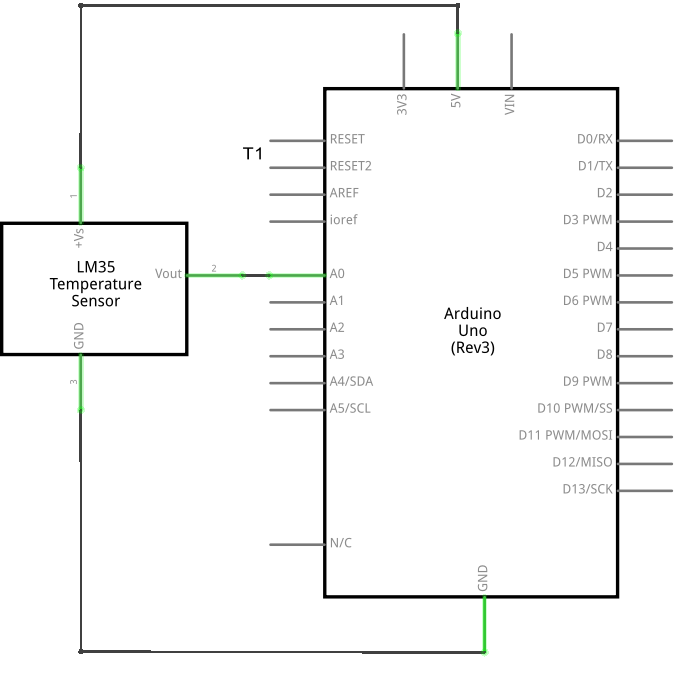 3V3
5V
VIN
T1
RESET
RESET2
AREF
ioref
A0
A1
A2
A3
A4/SDA
A5/SCL
N/C
D0/RX
D1/TX
D2
D3 PWM
D4
D5 PWM
D6 PWM
D7
D8
D9 PWM
D10 PWM/SS
D11 PWM/MOSI
D12/MISO
D13/SCK
Arduino
Uno
(Rev3)
GND
1
+Vs
LM35
Temperature
Sensor
Vout
2
GND
3